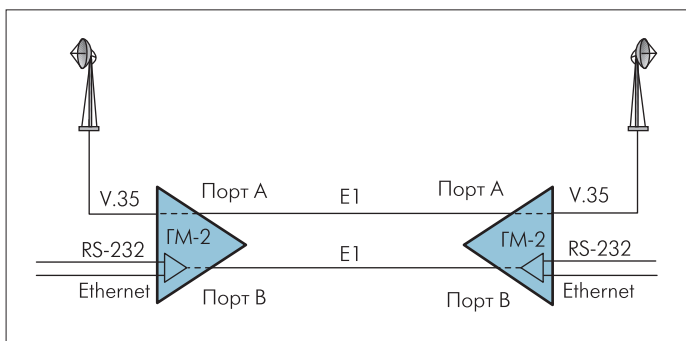 V.35
Порт А
E1
Порт А
V.35
ГМ-2
ГМ-2
RS-232
E1
RS-232
Ethernet
Порт В
Порт В
Ethernet